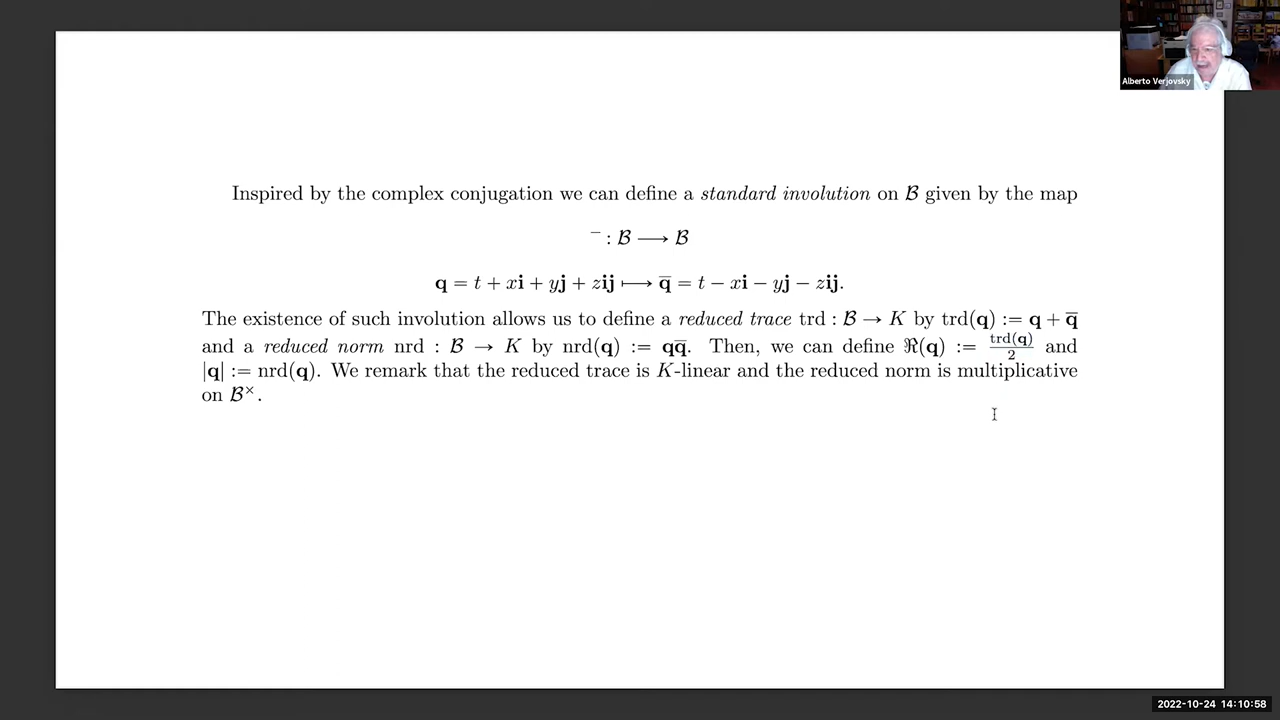 Alberto Verjovsky
Inspired by the complex conjugation we can define a standard involution on ℬ given by the map
¯ : ℬ ⟶ ℬ
q = t + xi + yj + zij ⟼ q̄ = t − xi − yj − zij.
The existence of such involution allows us to define a reduced trace trd : ℬ → K by trd(q) := q + q̄
and a reduced norm nrd : ℬ → K by nrd(q) := qq̄. Then, we can define ℜ(q) := trd(q)/2 and
|q| := nrd(q). We remark that the reduced trace is K-linear and the reduced norm is multiplicative
on ℬ×.
2022-10-24 14:10:58